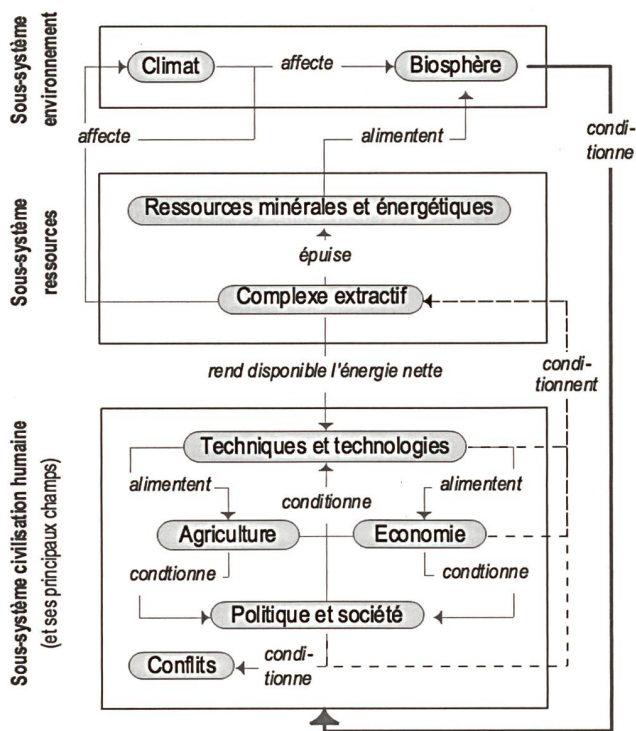 Sous-système
environnement
Climat
affecte
Biosphère
affecte
alimentent
condi-
tionne
Sous-système
ressources
Ressources minérales et énergétiques
épuise
Complexe extractif
rend disponible l'énergie nette
condi-
tionnent
Sous-système civilisation humaine
(et ses principaux champs)
Techniques et technologies
alimentent
conditionne
alimentent
Agriculture
Economie
condtionne
condtionne
Politique et société
Conflits
condi-
tionne